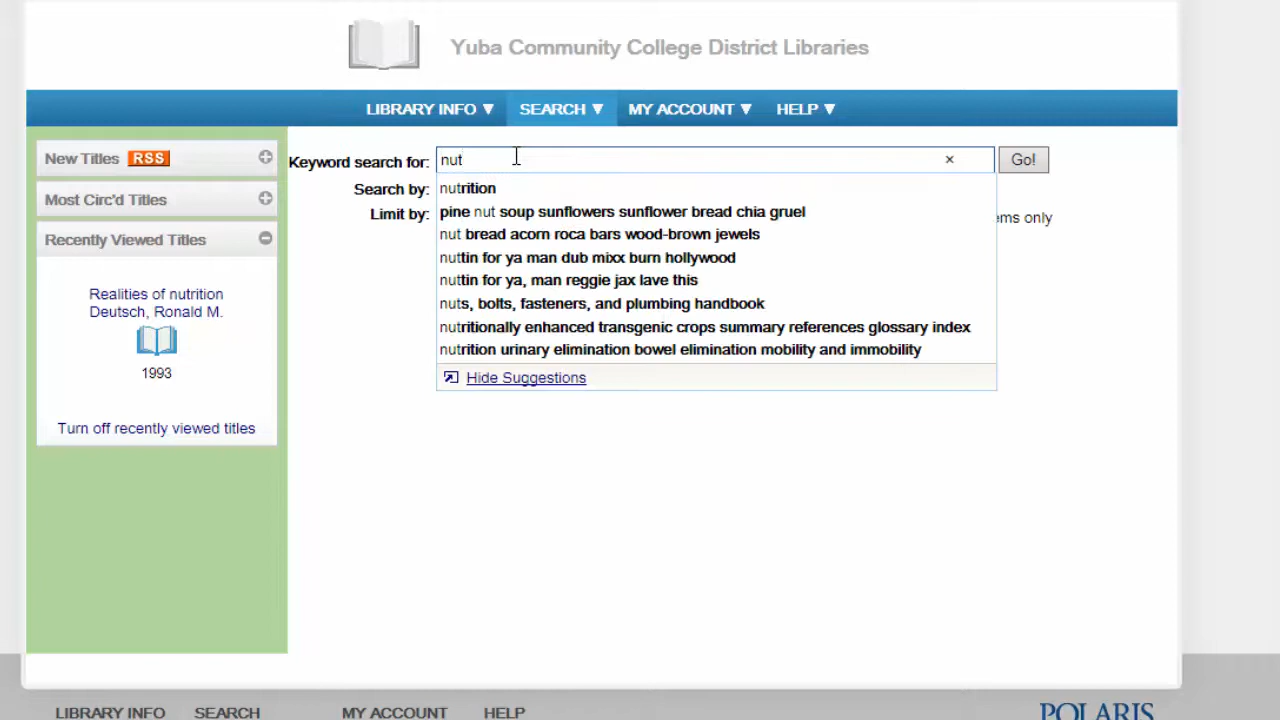 Yuba Community College District Libraries
LIBRARY INFO ▼ SEARCH ▼ MY ACCOUNT ▼ HELP ▼
New Titles RSS
Most Circ'd Titles
Recently Viewed Titles
Realities of nutrition
Deutsch, Ronald M.
1993
Turn off recently viewed titles
Keyword search for: nut × Go!
Search by:
Limit by:
ms only
nutrition
pine nut soup sunflowers sunflower bread chia gruel
nut bread acorn roca bars wood-brown jewels
nuttin for ya man dub mixx burn hollywood
nuttin for ya, man reggie jax lave this
nuts, bolts, fasteners, and plumbing handbook
nutritionally enhanced transgenic crops summary references glossary index
nutrition urinary elimination bowel elimination mobility and immobility
Hide Suggestions
LIBRARY INFO SEARCH MY ACCOUNT HELP POLARIS